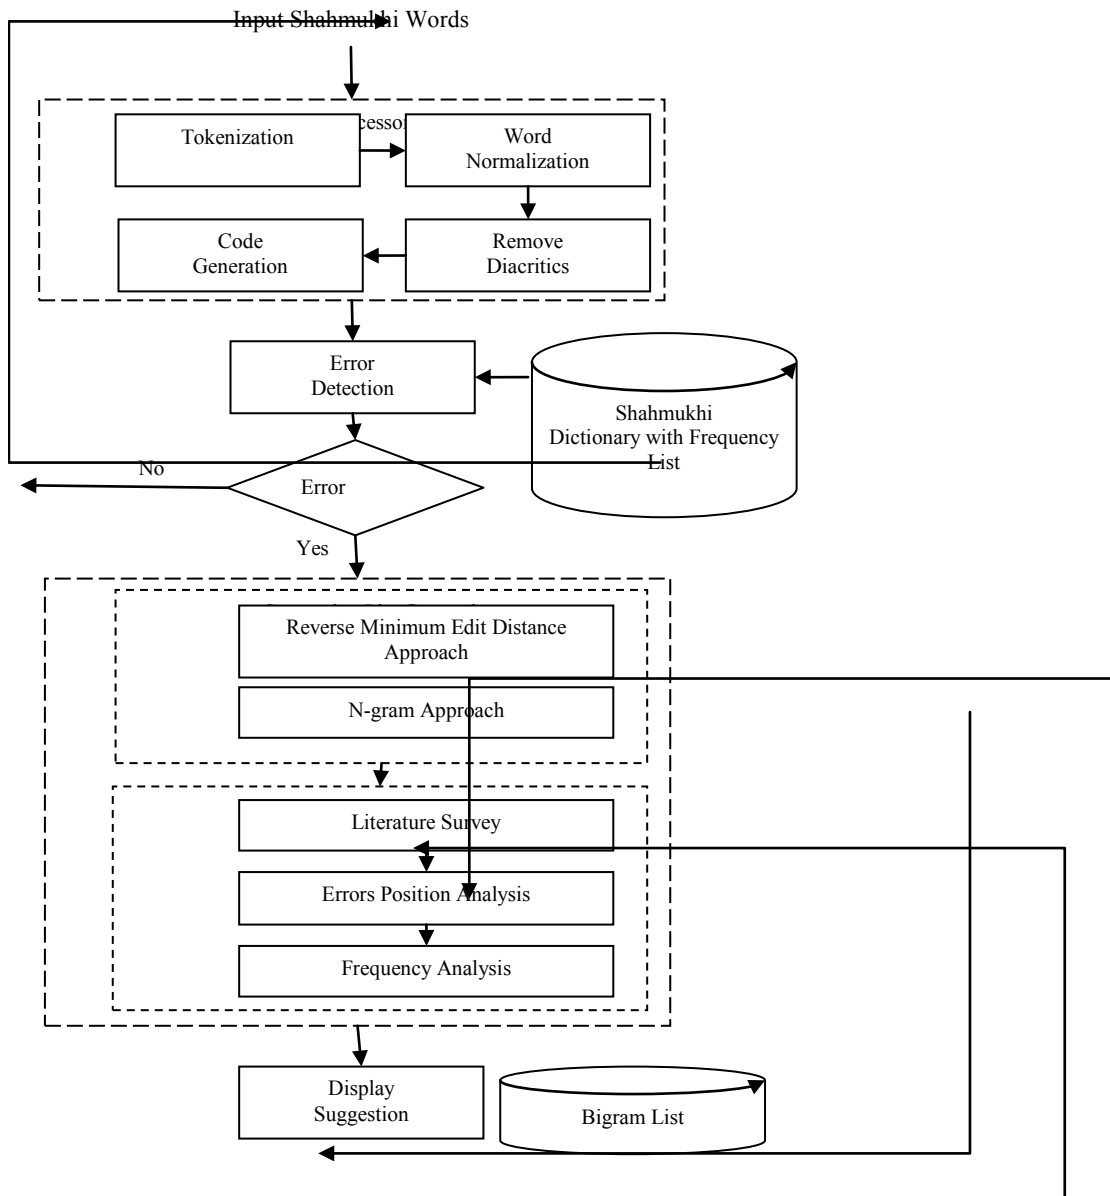 Input Shahmukhi Words
Tokenization
Word
Normalization
Code
Generation
Remove
Diacritics
Error
Detection
Shahmukhi
Dictionary with Frequency
List
No
Error
Yes
Reverse Minimum Edit Distance
Approach
N-gram Approach
Literature Survey
Errors Position Analysis
Frequency Analysis
Display
Suggestion
Bigram List